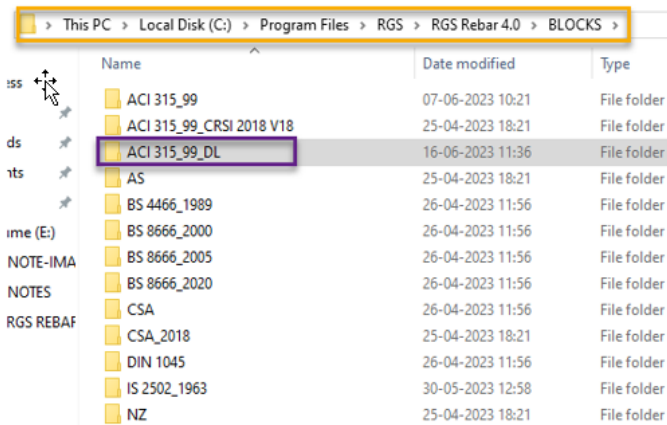 This PC > Local Disk (C:) > Program Files > RGS > RGS Rebar 4.0 > BLOCKS >
Name Date modified Type
ess
ACI 315_99 07-06-2023 10:21 File folder
ACI 315_99_CRSI 2018 V18 25-04-2023 18:21 File folder
ds ACI 315_99_DL 16-06-2023 11:36 File folder
nts AS 25-04-2023 18:21 File folder
BS 4466_1989 26-04-2023 11:56 File folder
ume (E:) BS 8666_2000 26-04-2023 11:56 File folder
NOTE-IMA BS 8666_2005 26-04-2023 11:56 File folder
NOTES BS 8666_2020 26-04-2023 11:56 File folder
RGS REBAR CSA 26-04-2023 11:56 File folder
CSA_2018 25-04-2023 18:21 File folder
DIN 1045 26-04-2023 11:56 File folder
IS 2502_1963 30-05-2023 12:58 File folder
NZ 25-04-2023 18:21 File folder